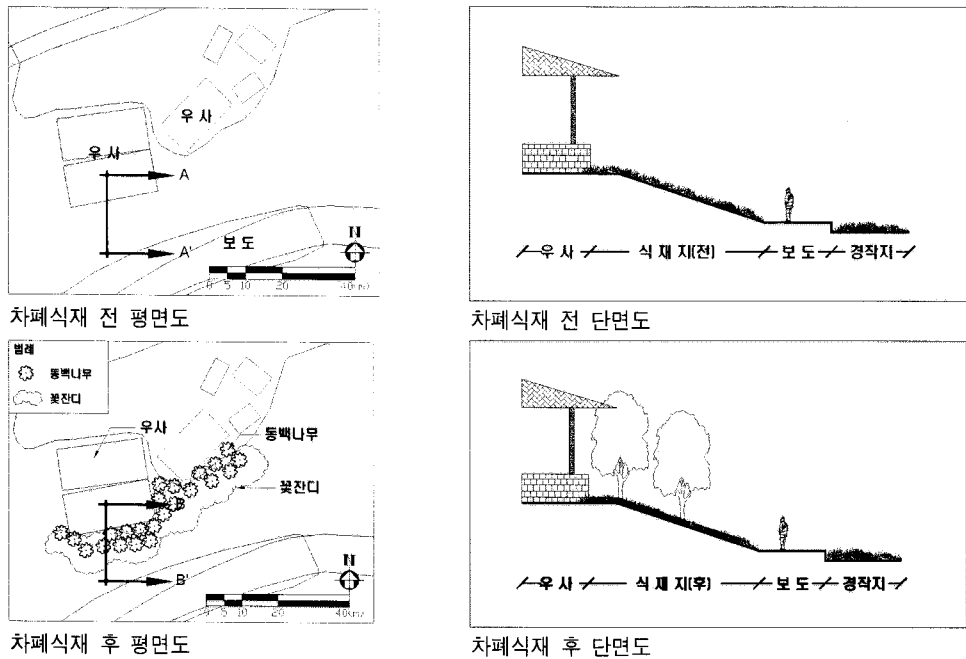 우 사
우 사
A
A'
보 도
N
0 5 10 20 40(m)
차폐식재 전 평면도
우 사 식 재 지(전) 보 도 경작지
차폐식재 전 단면도
범례
동백나무
꽃잔디
우사
동백나무
꽃잔디
B
B'
N
0 5 10 20 40(m)
차폐식재 후 평면도
우 사 식 재 지(후) 보 도 경작지
차폐식재 후 단면도